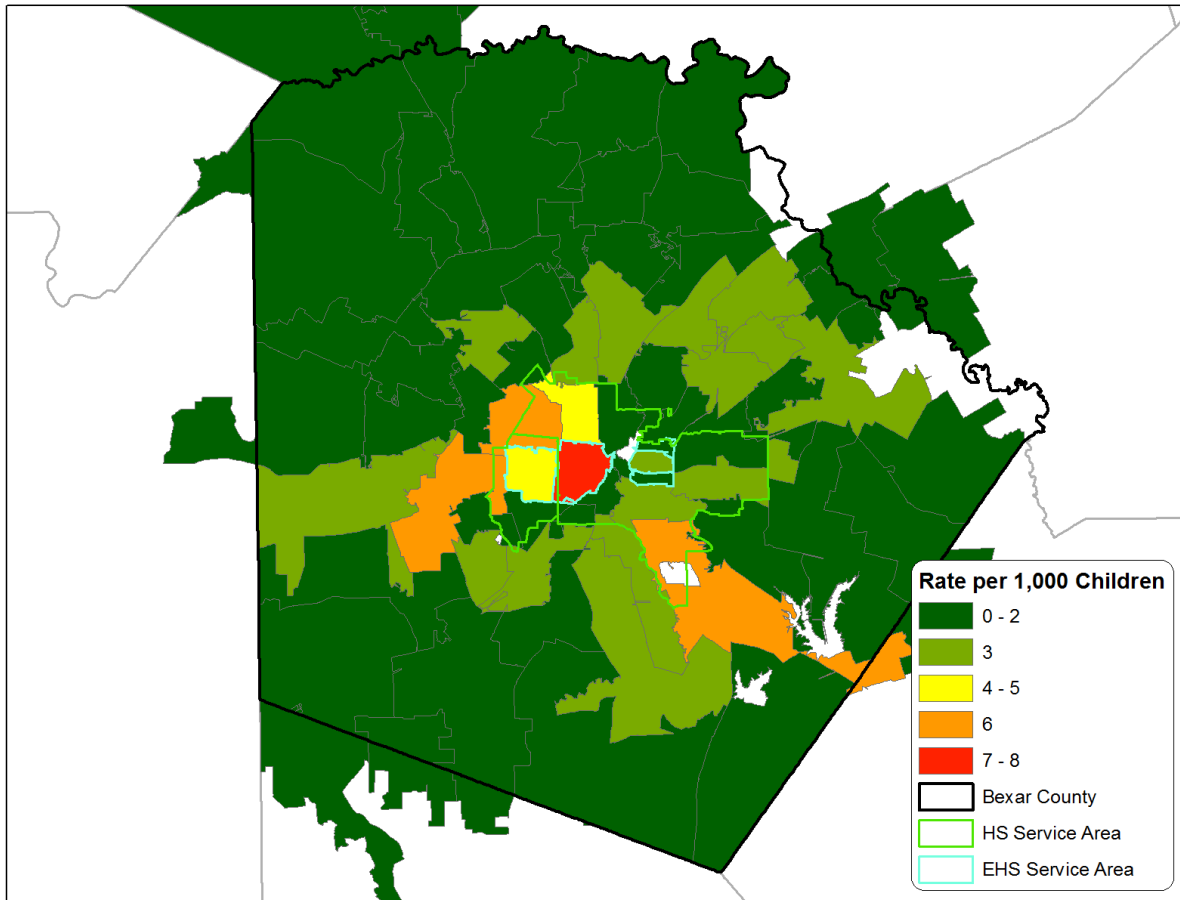 Rate per 1,000 Children
0 - 2
3
4 - 5
6
7 - 8
Bexar County
HS Service Area
EHS Service Area